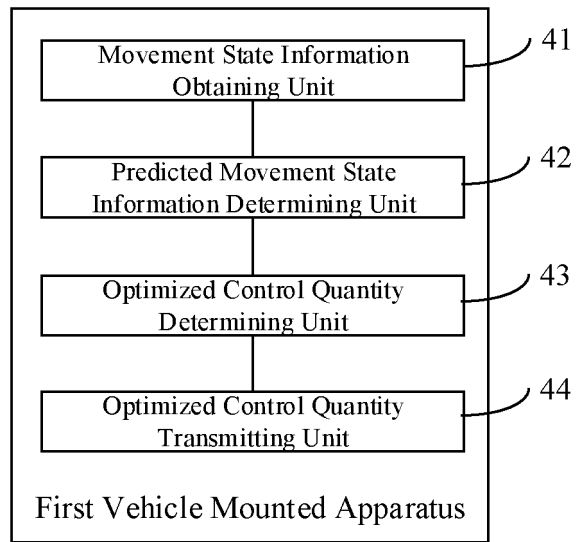 Movement State Information
Obtaining Unit
41
Predicted Movement State
Information Determining Unit
42
Optimized Control Quantity
Determining Unit
43
Optimized Control Quantity
Transmitting Unit
44
First Vehicle Mounted Apparatus